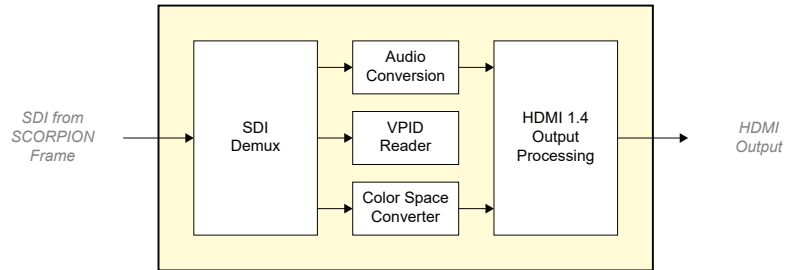 SDI from
SCORPION
Frame
SDI
Demux
Audio
Conversion
VPID
Reader
Color Space
Converter
HDMI 1.4
Output
Processing
HDMI
Output